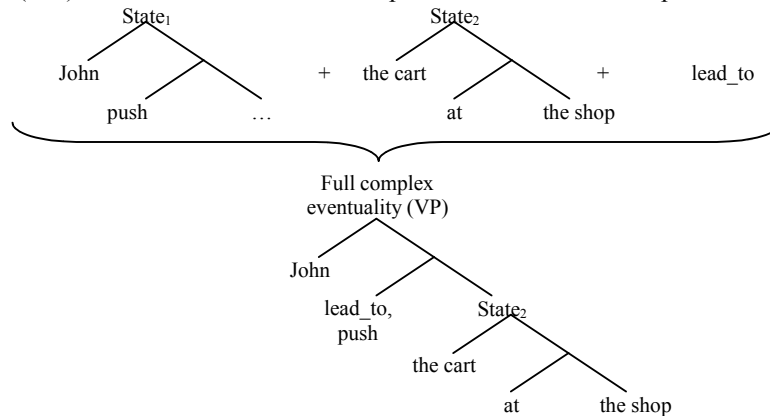 State₁ State₂
John + the cart + lead_to
push … at the shop
Full complex
eventuality (VP)
John
lead_to,
push
State₂
the cart
at the shop